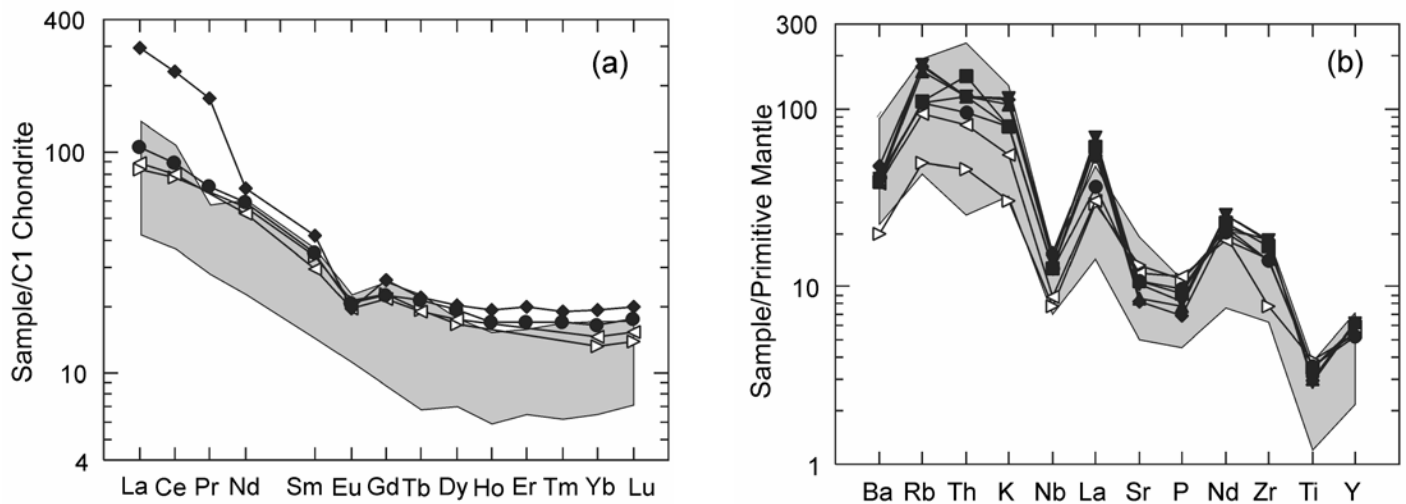 400
100
10
4
Sample/C1 Chondrite
(a)
La Ce Pr Nd Sm Eu Gd Tb Dy Ho Er Tm Yb Lu
300
100
10
1
Sample/Primitive Mantle
(b)
Ba Rb Th K Nb La Sr P Nd Zr Ti Y